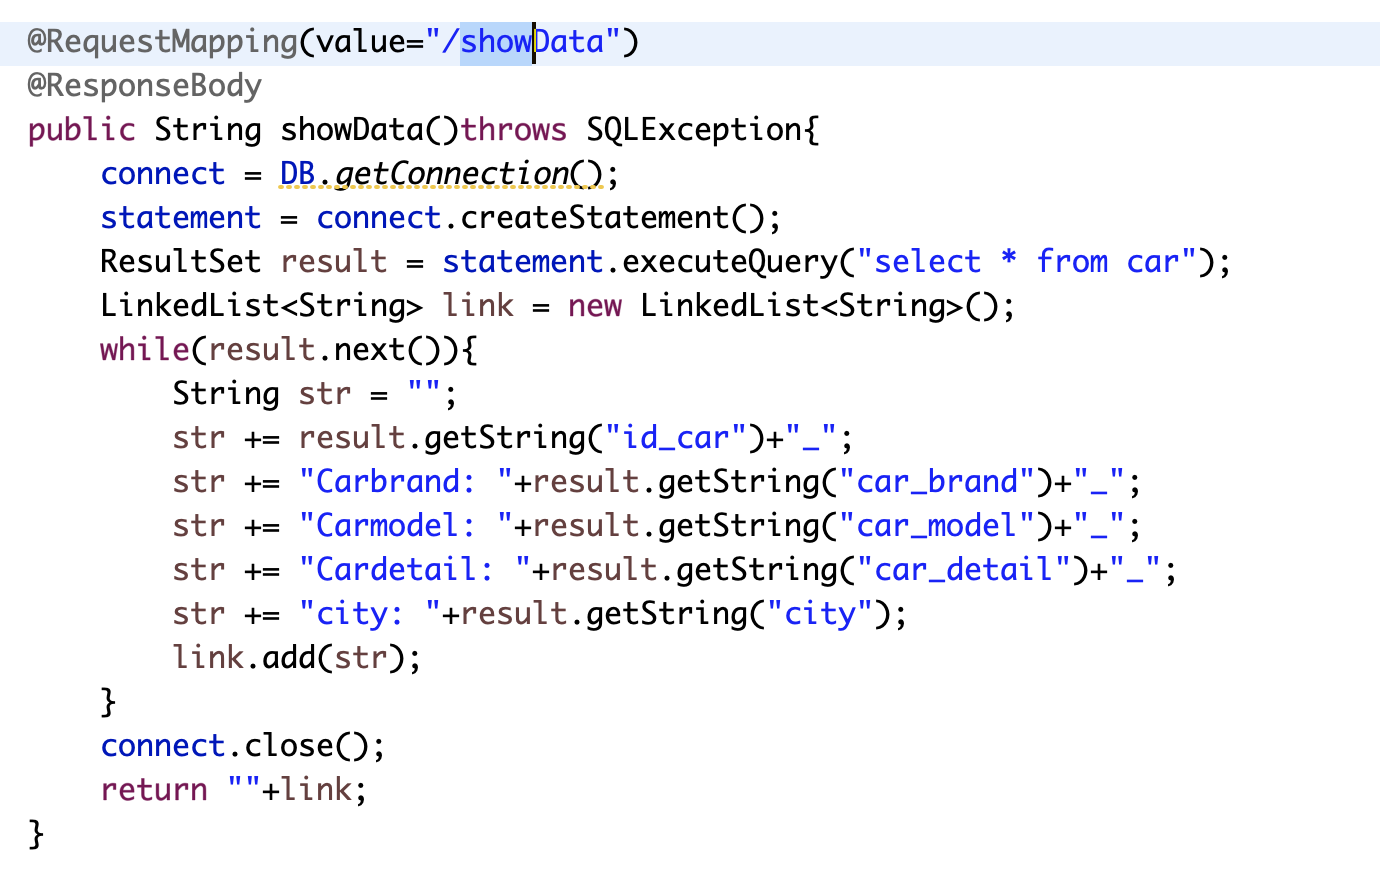 @RequestMapping(value="/showData")
@ResponseBody
public String showData()throws SQLException{
    connect = DB.getConnection();
    statement = connect.createStatement();
    ResultSet result = statement.executeQuery("select * from car");
    LinkedList<String> link = new LinkedList<String>();
    while(result.next()){
        String str = "";
        str += result.getString("id_car")+"_";
        str += "Carbrand: "+result.getString("car_brand")+"_";
        str += "Carmodel: "+result.getString("car_model")+"_";
        str += "Cardetail: "+result.getString("car_detail")+"_";
        str += "city: "+result.getString("city");
        link.add(str);
    }
    connect.close();
    return ""+link;
}